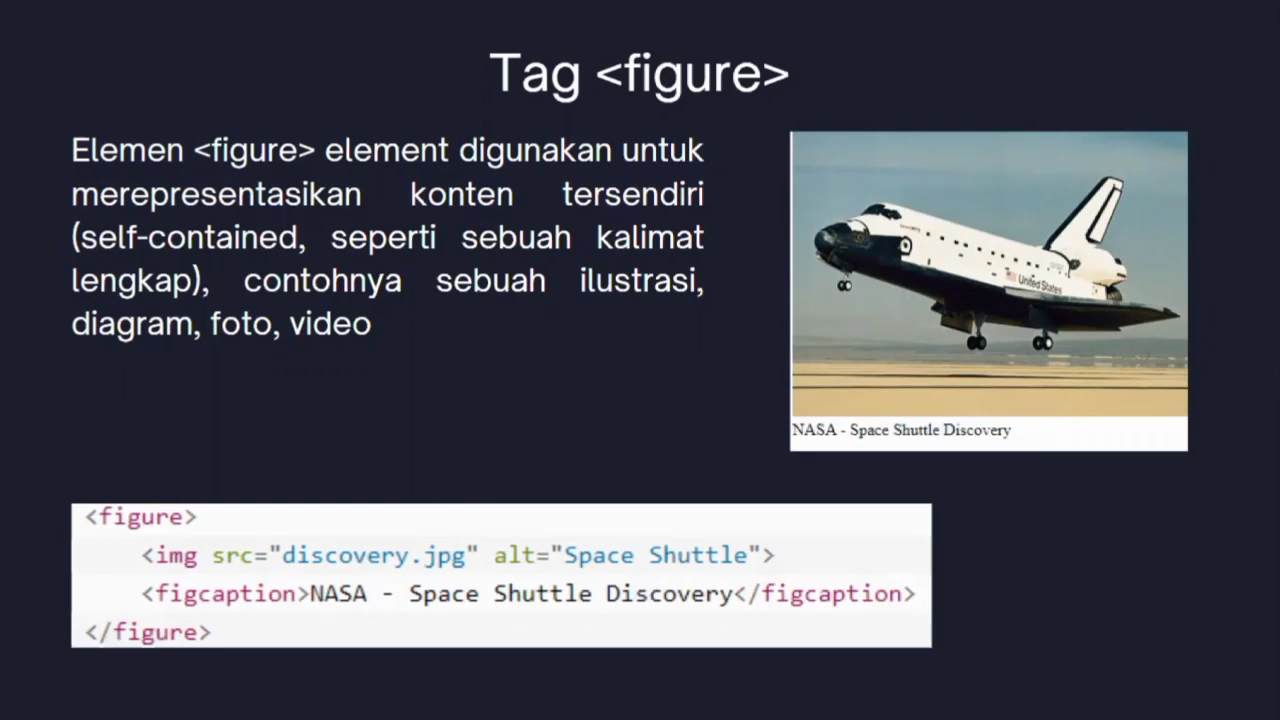 Tag <figure>
Elemen <figure> element digunakan untuk
merepresentasikan konten tersendiri
(self-contained, seperti sebuah kalimat
lengkap), contohnya sebuah ilustrasi,
diagram, foto, video
United States
NASA - Space Shuttle Discovery
<figure>
    <img src="discovery.jpg" alt="Space Shuttle">
    <figcaption>NASA - Space Shuttle Discovery</figcaption>
</figure>